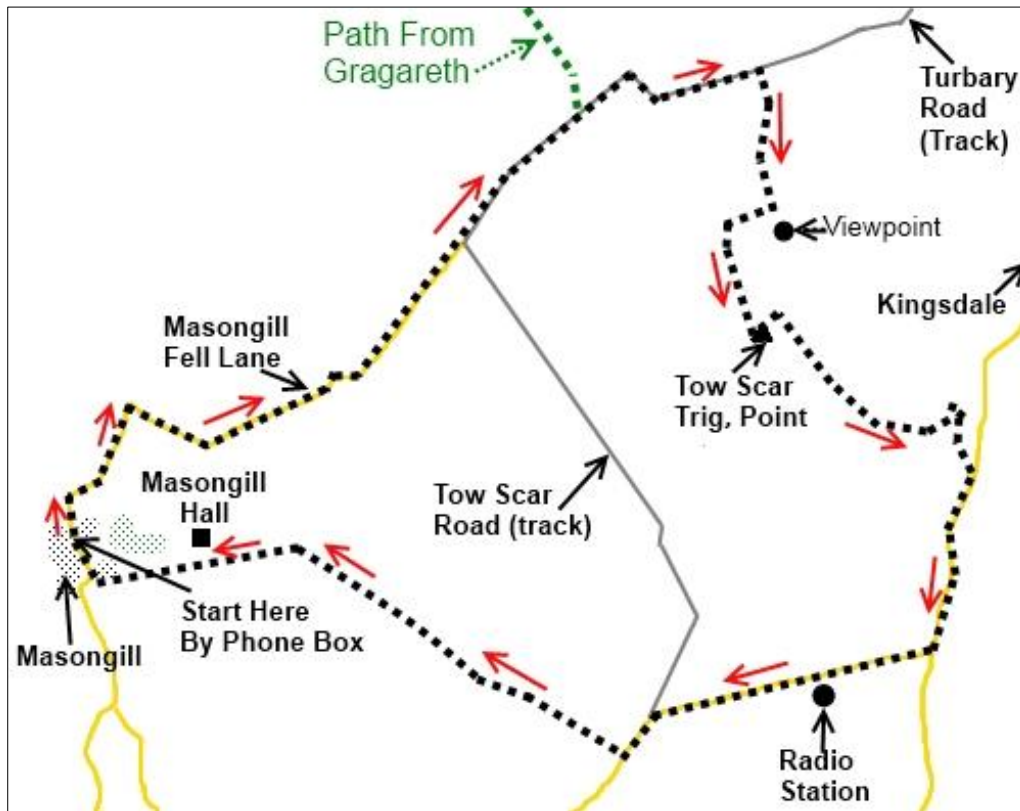 Path From
Gragareth
Turbary
Road
(Track)
Viewpoint
Kingsdale
Masongill
Fell Lane
Tow Scar
Trig, Point
Masongill
Hall
Tow Scar
Road (track)
Start Here
By Phone Box
Masongill
Radio
Station